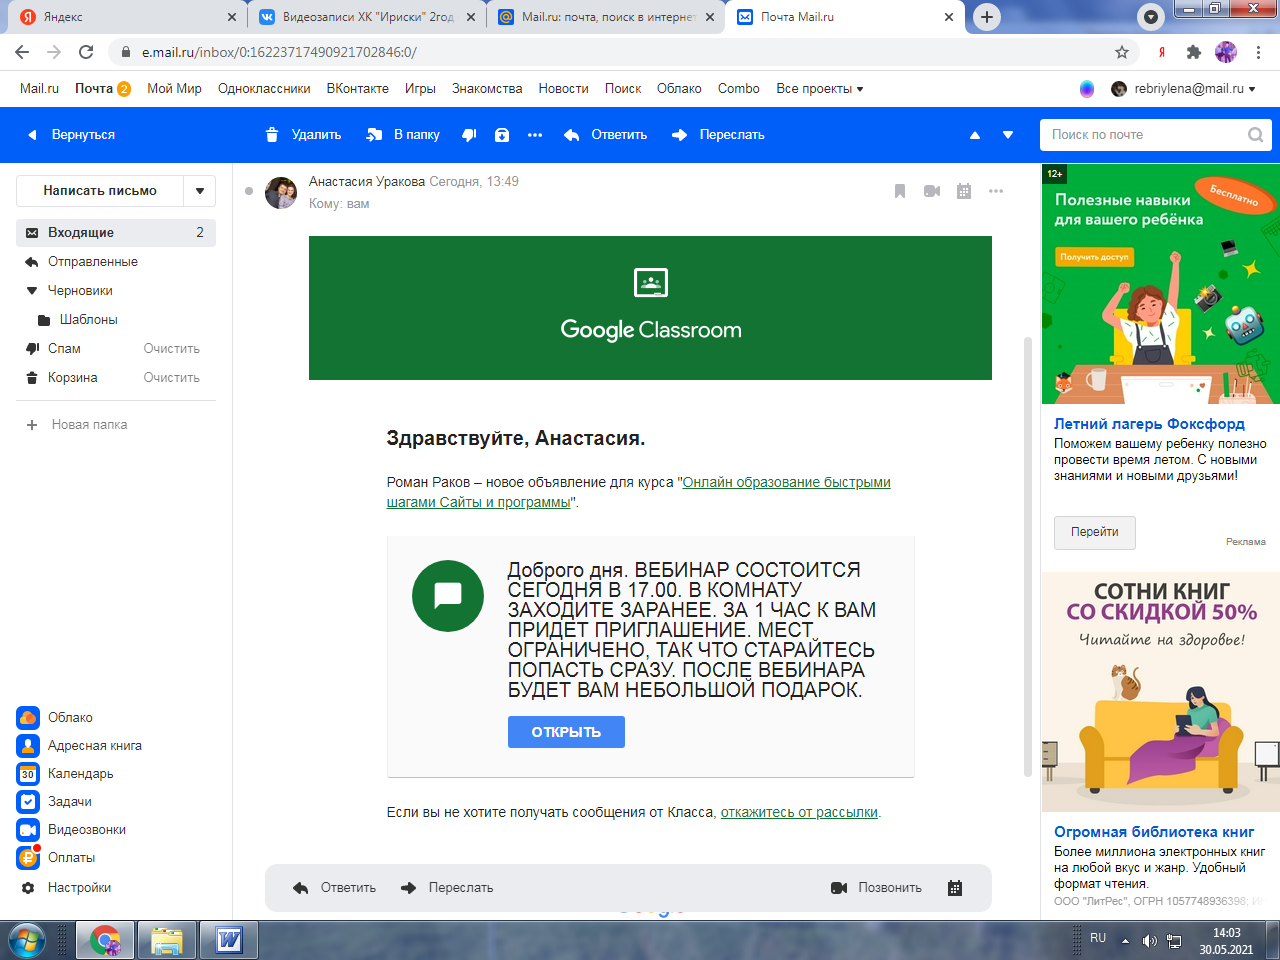 Яндекс
Видеозаписи ХК "Ириски" 2год
Mail.ru: почта, поиск в интернет
Почта Mail.ru
e.mail.ru/inbox/0:16223717490921702846:0/
Mail.ru
Почта 2
Мой Мир
Одноклассники
ВКонтакте
Игры
Знакомства
Новости
Поиск
Облако
Combo
Все проекты
rebriylena@mail.ru
Вернуться
Удалить
В папку
Ответить
Переслать
Поиск по почте
Написать письмо
Входящие 2
Отправленные
Черновики
Шаблоны
Спам Очистить
Корзина Очистить
Новая папка
Облако
Адресная книга
30 Календарь
Задачи
Видеозвонки
Оплаты
Настройки
Анастасия Уракова Сегодня, 13:49
Кому: вам
Google Classroom
Здравствуйте, Анастасия.
Роман Раков – новое объявление для курса "Онлайн образование быстрыми
шагами Сайты и программы".
Доброго дня. ВЕБИНАР СОСТОИТСЯ
СЕГОДНЯ В 17.00. В КОМНАТУ
ЗАХОДИТЕ ЗАРАНЕЕ. ЗА 1 ЧАС К ВАМ
ПРИДЕТ ПРИГЛАШЕНИЕ. МЕСТ
ОГРАНИЧЕНО, ТАК ЧТО СТАРАЙТЕСЬ
ПОПАСТЬ СРАЗУ. ПОСЛЕ ВЕБИНАРА
БУДЕТ ВАМ НЕБОЛЬШОЙ ПОДАРОК.
ОТКРЫТЬ
Если вы не хотите получать сообщения от Класса, откажитесь от рассылки.
Ответить
Переслать
Позвонить
Google
12+
Бесплатно
Полезные навыки
для вашего ребёнка
Получить доступ
Летний лагерь Фоксфорд
Поможем вашему ребенку полезно
провести время летом. С новыми
знаниями и новыми друзьями!
Перейти
Реклама
СОТНИ КНИГ
СО СКИДКОЙ 50%
Читайте на здоровье!
Огромная библиотека книг
Более миллиона электронных книг
на любой вкус и жанр. Удобный
формат чтения.
ООО "ЛитРес", ОГРН 1057748936398;
RU
14:03
30.05.2021